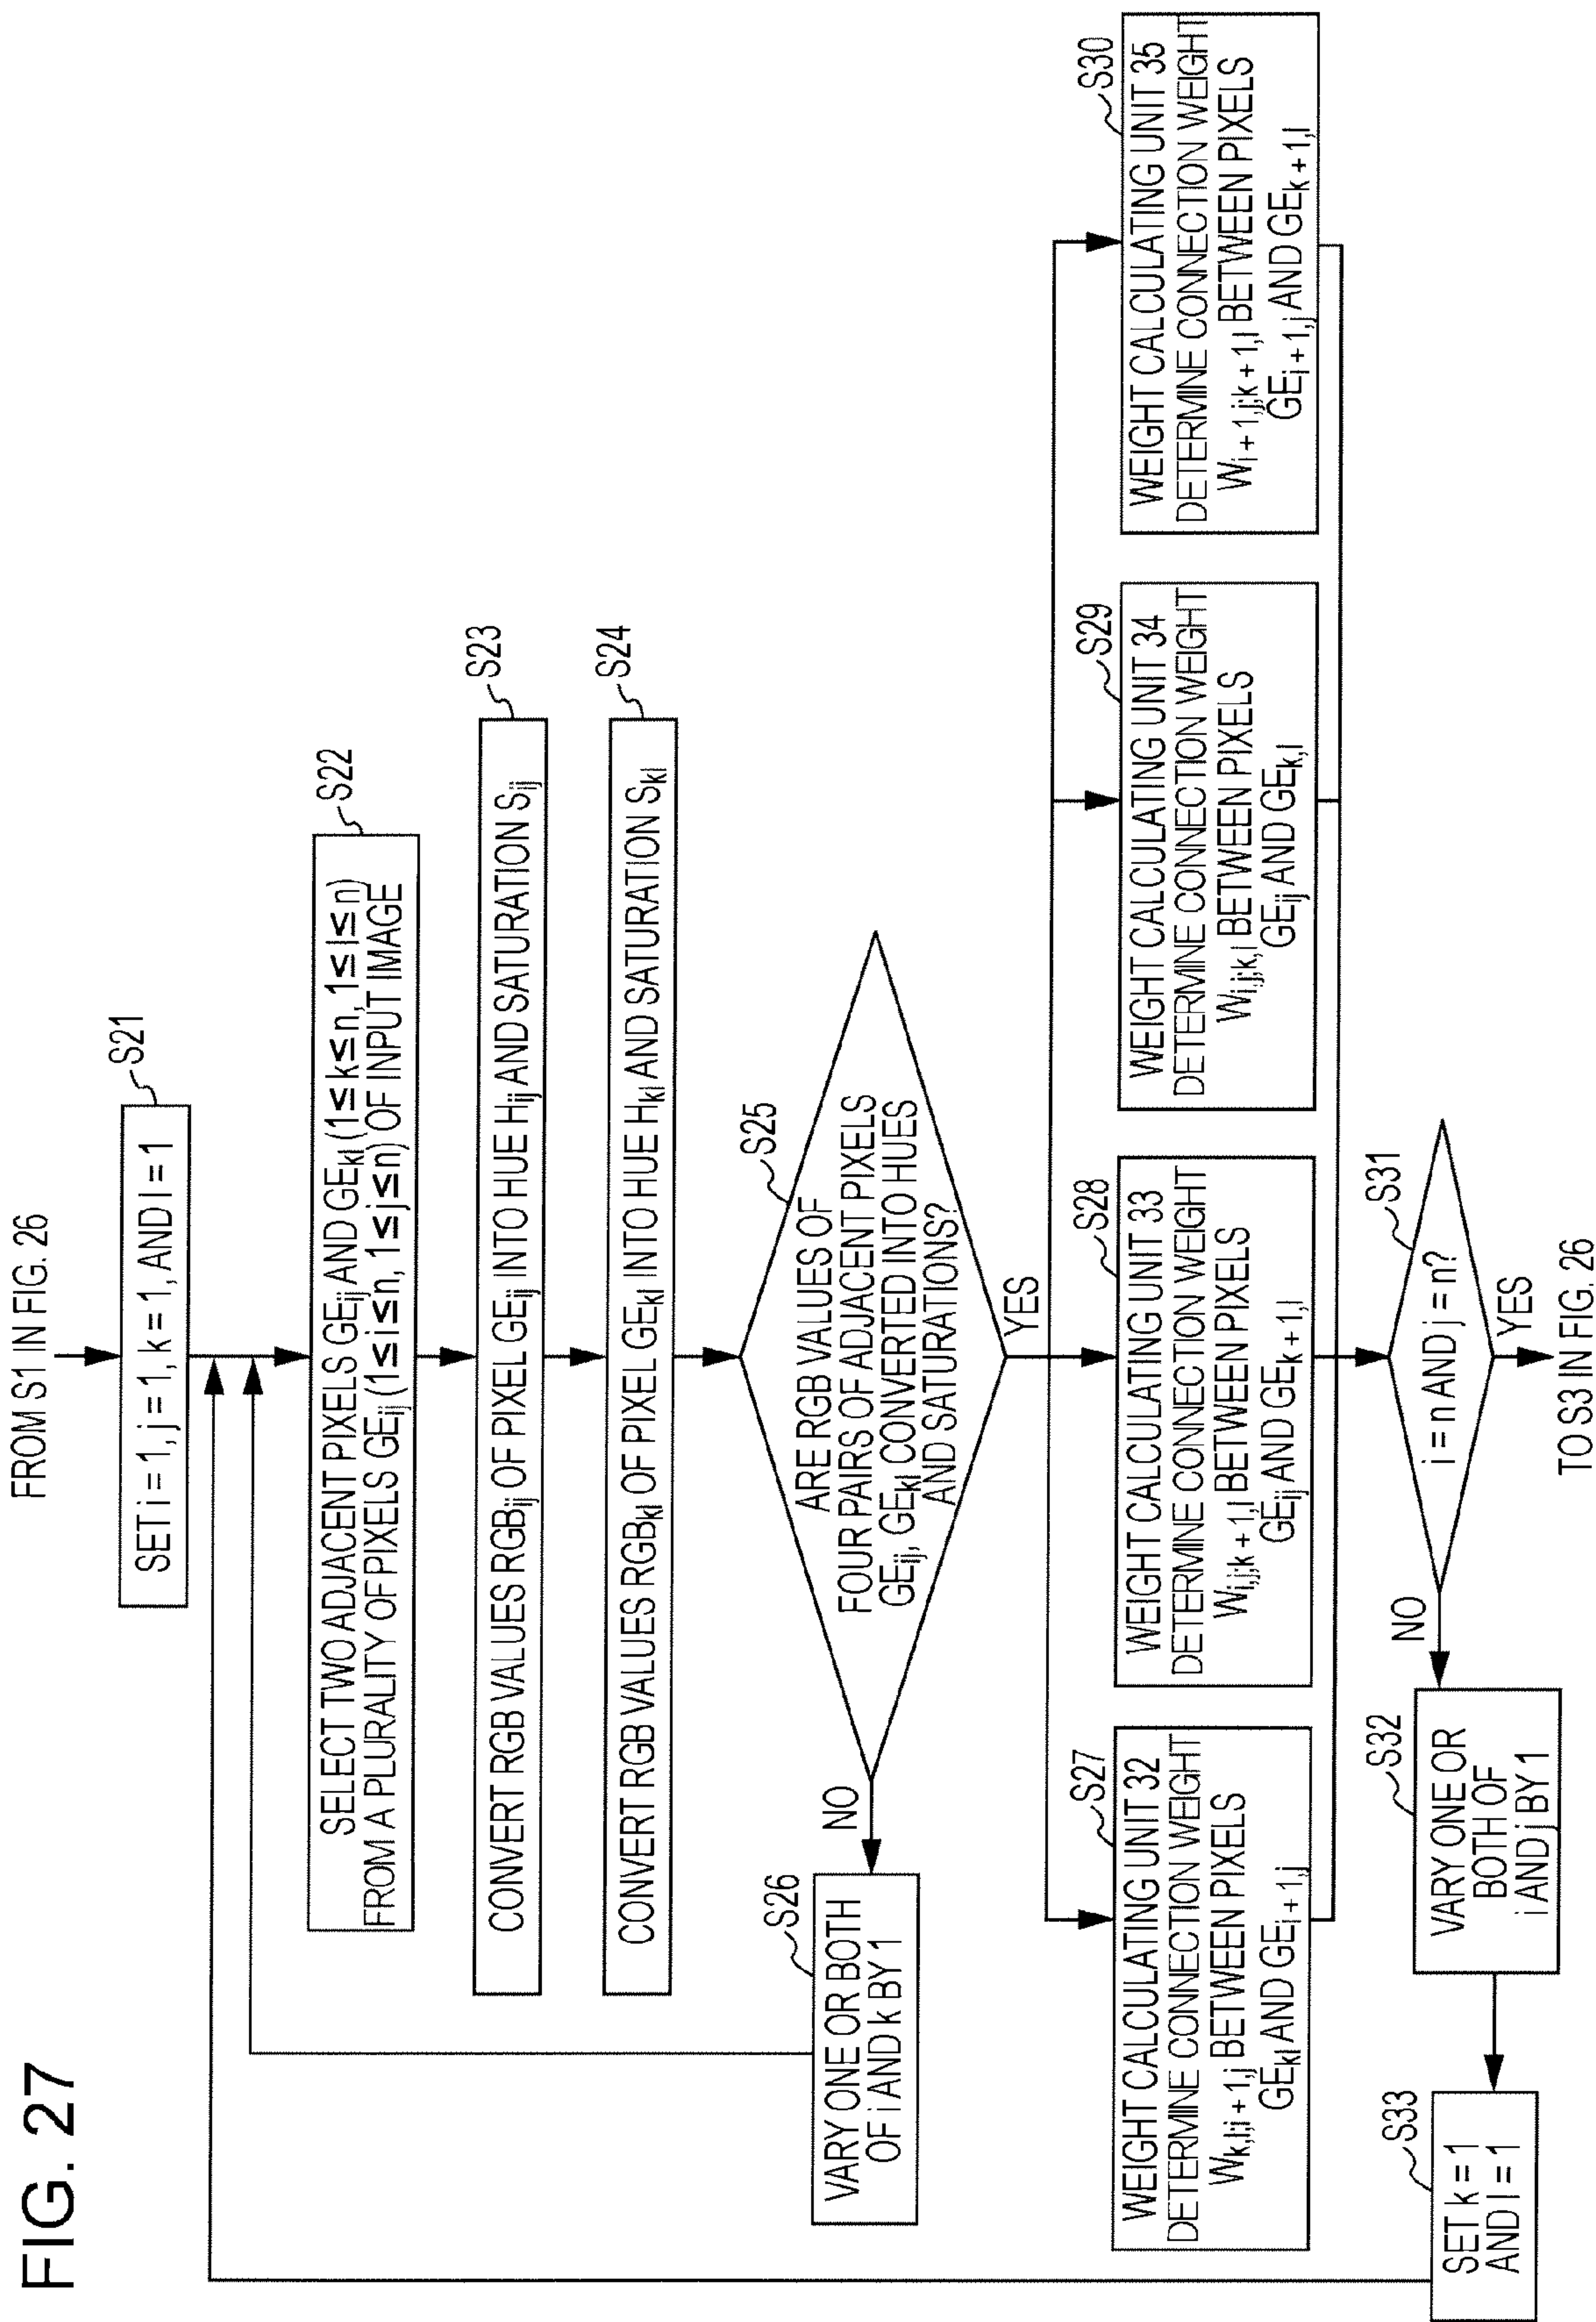 FIG. 27
FROM S1 IN FIG. 26
S21
SET i = 1, j = 1, k = 1, AND l = 1
S22
SELECT TWO ADJACENT PIXELS GEij AND GEkl (1≤k≤n, 1≤l≤n)
FROM A PLURALITY OF PIXELS GEij (1≤i≤n, 1≤j≤n) OF INPUT IMAGE
S23
CONVERT RGB VALUES RGBij OF PIXEL GEij INTO HUE Hij AND SATURATION Sij
S24
CONVERT RGB VALUES RGBkl OF PIXEL GEkl INTO HUE Hkl AND SATURATION Skl
S25
ARE RGB VALUES OF
FOUR PAIRS OF ADJACENT PIXELS
GEij, GEkl CONVERTED INTO HUES
AND SATURATIONS?
NO
YES
S26
VARY ONE OR BOTH
OF i AND k BY 1
S27
WEIGHT CALCULATING UNIT 32
DETERMINE CONNECTION WEIGHT
Wk,l;i + 1,j BETWEEN PIXELS
GEkl AND GEi + 1,j
S28
WEIGHT CALCULATING UNIT 33
DETERMINE CONNECTION WEIGHT
Wi,j;k + 1,l BETWEEN PIXELS
GEij AND GEk + 1,l
S29
WEIGHT CALCULATING UNIT 34
DETERMINE CONNECTION WEIGHT
Wi,j;k,l BETWEEN PIXELS
GEij AND GEk,l
S30
WEIGHT CALCULATING UNIT 35
DETERMINE CONNECTION WEIGHT
Wi + 1,j;k + 1,l BETWEEN PIXELS
GEi + 1,j AND GEk + 1,l
S31
i = n AND j = n?
NO
YES
S32
VARY ONE OR
BOTH OF
i AND j BY 1
S33
SET k = 1
AND l = 1
TO S3 IN FIG. 26